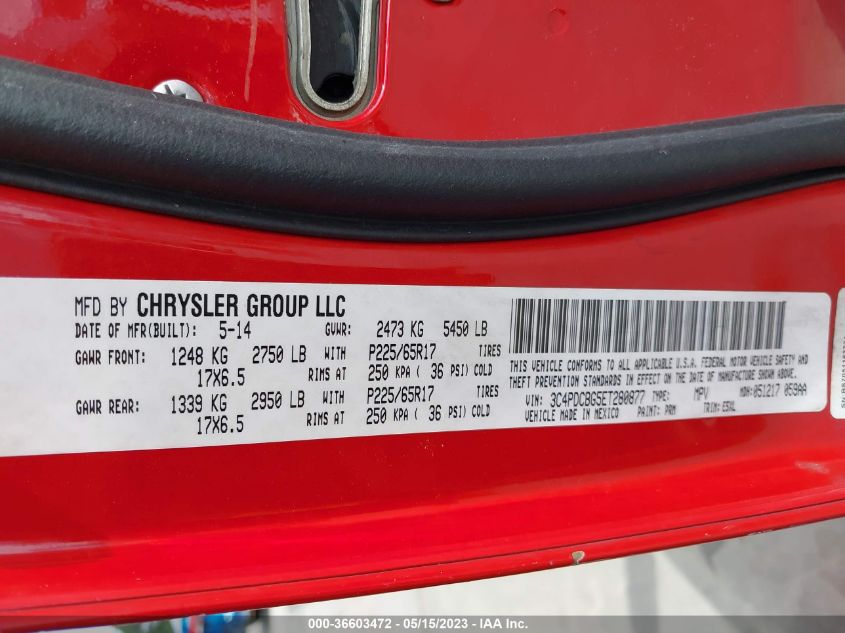 MFD BY CHRYSLER GROUP LLC
DATE OF MFR(BUILT): 5-14 GVWR: 2473 KG 5450 LB
GAWR FRONT: 1248 KG 2750 LB WITH P225/65R17 TIRES
17X6.5 RIMS AT 250 KPA ( 36 PSI) COLD
GAWR REAR: 1339 KG 2950 LB WITH P225/65R17 TIRES
17X6.5 RIMS AT 250 KPA ( 36 PSI) COLD
THIS VEHICLE CONFORMS TO ALL APPLICABLE U.S.A. FEDERAL MOTOR VEHICLE SAFETY AND
THEFT PREVENTION STANDARDS IN EFFECT ON THE DATE OF MANUFACTURE SHOWN ABOVE.
VIN: 3C4PDCBG5ET280877 TYPE: MPV MDH: 051217 059AA
VEHICLE MADE IN MEXICO PAINT: PRM TRIM: E5XL
000-36603472 - 05/15/2023 - IAA Inc.